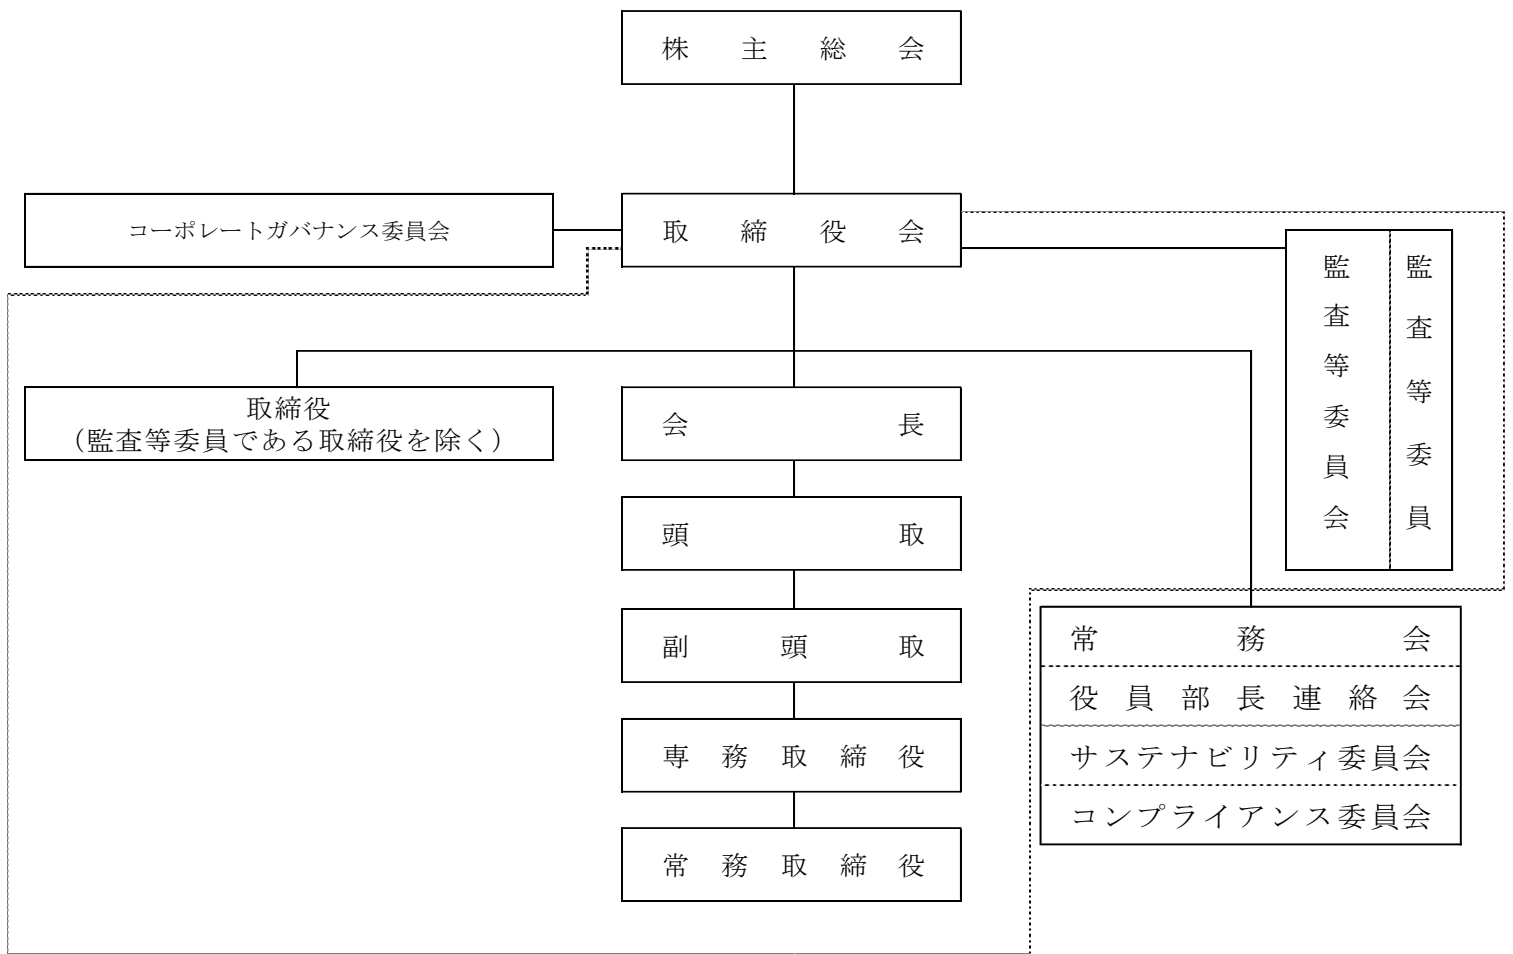 株主総会
コーポレートガバナンス委員会
取締役会
監査等委員会
監査等委員
取締役
（監査等委員である取締役を除く）
会長
頭取
副頭取
専務取締役
常務取締役
常務会
役員部長連絡会
サステナビリティ委員会
コンプライアンス委員会